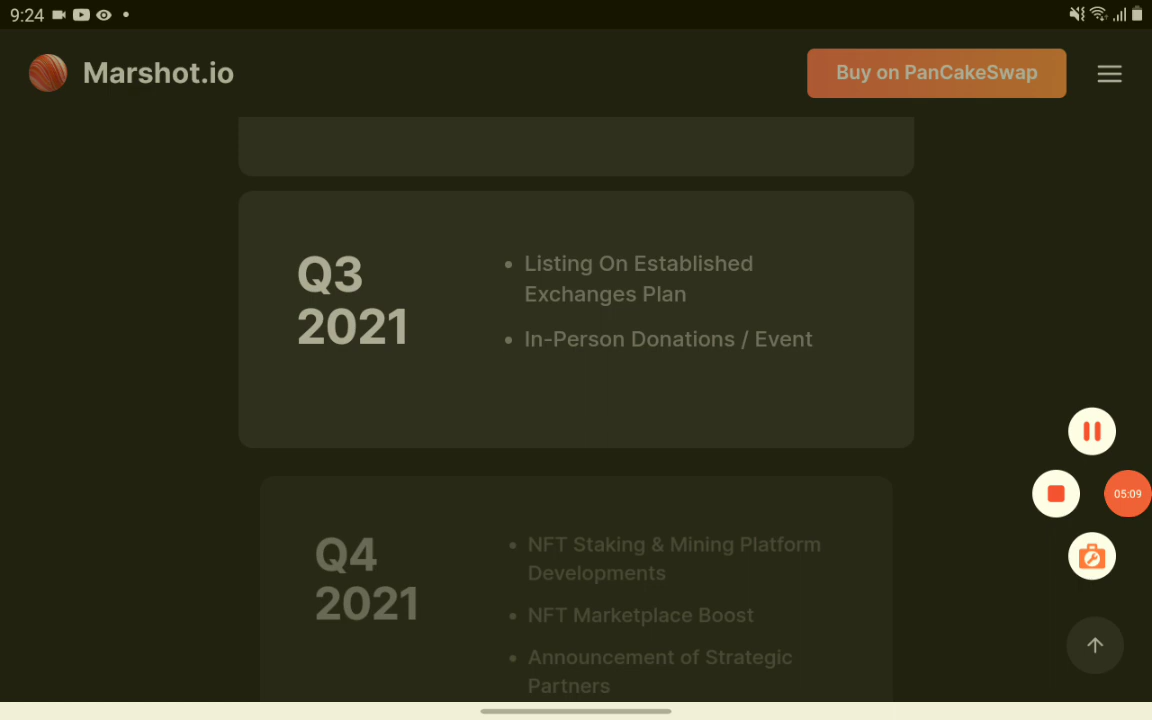 9:24
Marshot.io
Buy on PanCakeSwap
Q3
2021
Listing On Established
Exchanges Plan
In-Person Donations / Event
05:09
Q4
2021
NFT Staking & Mining Platform
Developments
NFT Marketplace Boost
Announcement of Strategic
Partners